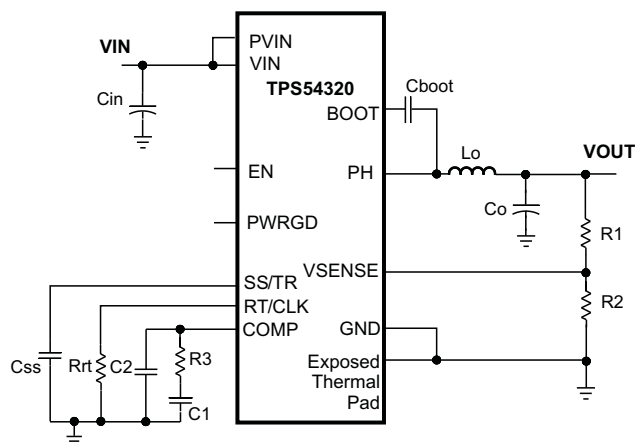 VIN
PVIN
VIN
TPS54320
Cin
Cboot
BOOT
Lo
VOUT
EN
PH
Co
R1
PWRGD
VSENSE
SS/TR
R2
RT/CLK
COMP
GND
Css
Rrt
C2
R3
Exposed
Thermal
Pad
C1